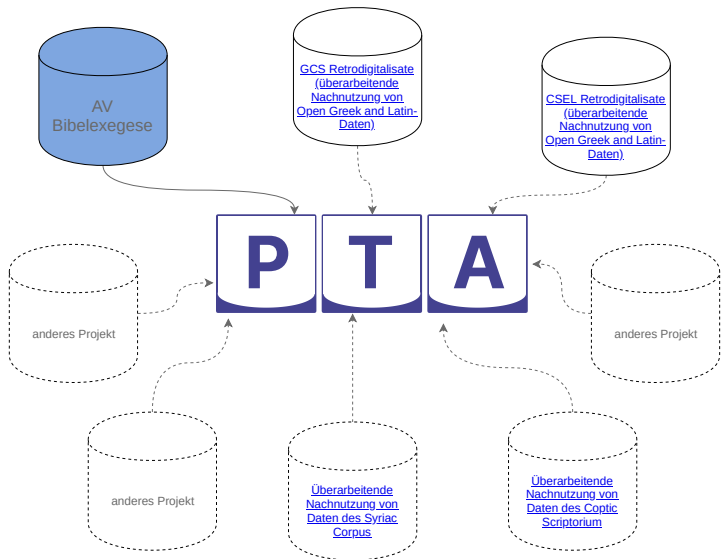 GCS Retrodigitalisate
(überarbeitende
Nachnutzung von
Open Greek and Latin-
Daten)
AV
Bibelexegese
CSEL Retrodigitalisate
(überarbeitende
Nachnutzung von
Open Greek and Latin-
Daten)
P T A
anderes Projekt
anderes Projekt
anderes Projekt
Überarbeitende
Nachnutzung von
Daten des Syriac
Corpus
Überarbeitende
Nachnutzung von
Daten des Coptic
Scriptorium